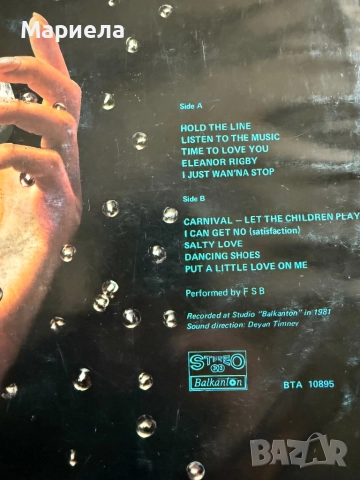 Мариела
Side A
HOLD THE LINE
LISTEN TO THE MUSIC
TIME TO LOVE YOU
ELEANOR RIGBY
I JUST WAN'NA STOP
Side B
CARNIVAL – LET THE CHILDREN PLAY
I CAN GET NO (satisfaction)
SALTY LOVE
DANCING SHOES
PUT A LITTLE LOVE ON ME
Performed by F S B
Recorded at Studio "Balkanton" in 1981
Sound direction: Deyan Timnev
STEREO
33
Balkanton
BTA 10895
BAZAR